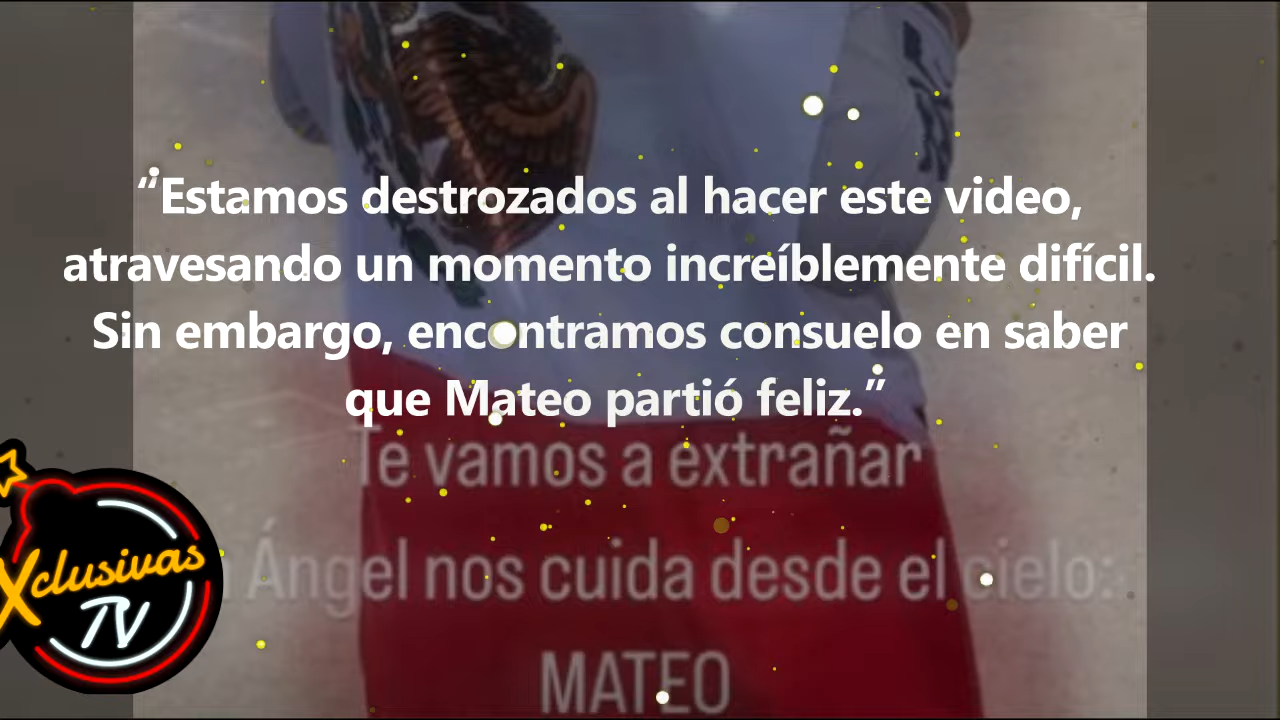 “Estamos destrozados al hacer este video,
atravesando un momento increíblemente difícil.
Sin embargo, encontramos consuelo en saber
que Mateo partió feliz.”
Te vamos a extrañar
Ángel nos cuida desde el cielo:
MATEO
Xclusivas
TV